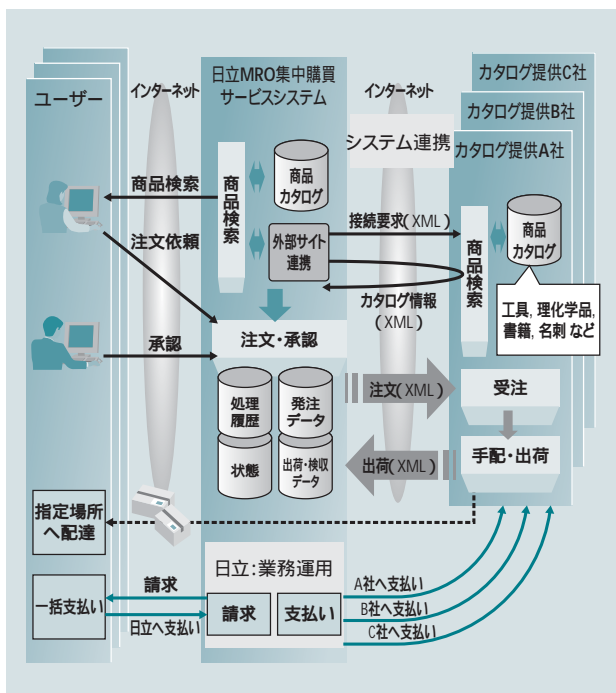 日立MRO集中購買
サービスシステム
カタログ提供C社
カタログ提供B社
カタログ提供A社
ユーザー
インターネット
インターネット
システム連携
商品検索
商品検索
商品
カタログ
外部サイト
連携
接続要求(XML)
カタログ情報
(XML)
商品検索
商品
カタログ
工具, 理化学品,
書籍, 名刺 など
注文依頼
承認
注文・承認
処理
履歴
発注
データ
状態
出荷・検収
データ
注文(XML)
受注
出荷(XML)
手配・出荷
指定場所
へ配達
日立:業務運用
請求
一括支払い
日立へ支払い
請求
支払い
A社へ支払い
B社へ支払い
C社へ支払い